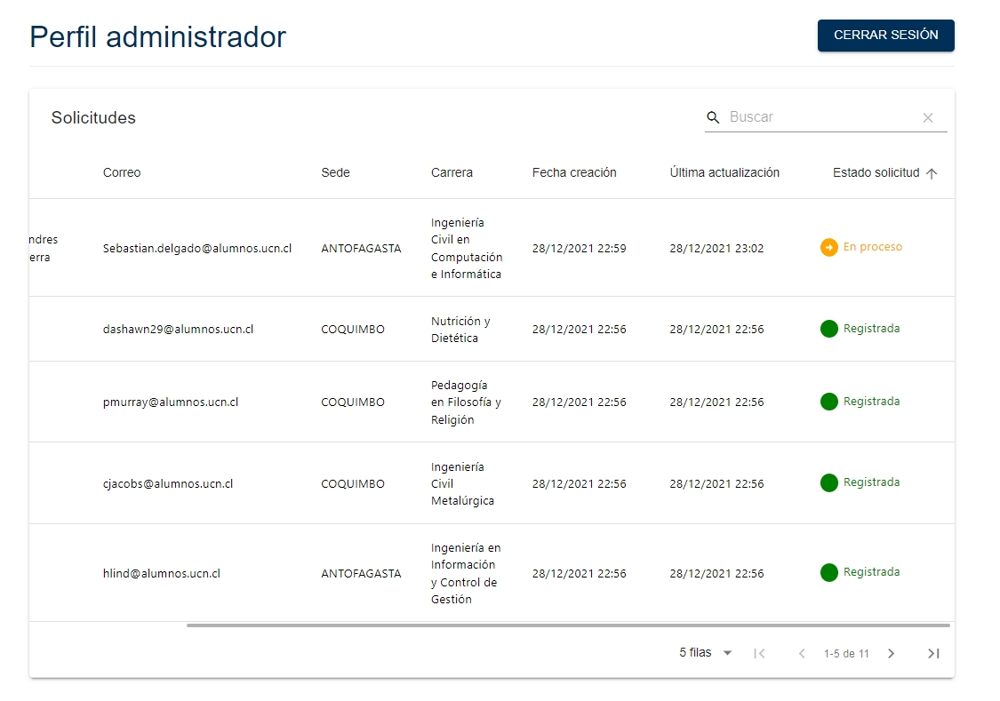 Perfil administrador
CERRAR SESIÓN
Solicitudes
Buscar
Correo Sede Carrera Fecha creación Última actualización Estado solicitud
ndres
erra
Sebastian.delgado@alumnos.ucn.cl
ANTOFAGASTA
Ingeniería
Civil en
Computación
e Informática
28/12/2021 22:59
28/12/2021 23:02
En proceso
dashawn29@alumnos.ucn.cl
COQUIMBO
Nutrición y
Dietética
28/12/2021 22:56
28/12/2021 22:56
Registrada
pmurray@alumnos.ucn.cl
COQUIMBO
Pedagogía
en Filosofía y
Religión
28/12/2021 22:56
28/12/2021 22:56
Registrada
cjacobs@alumnos.ucn.cl
COQUIMBO
Ingeniería
Civil
Metalúrgica
28/12/2021 22:56
28/12/2021 22:56
Registrada
hlind@alumnos.ucn.cl
ANTOFAGASTA
Ingeniería en
Información
y Control de
Gestión
28/12/2021 22:56
28/12/2021 22:56
Registrada
5 filas
1-5 de 11